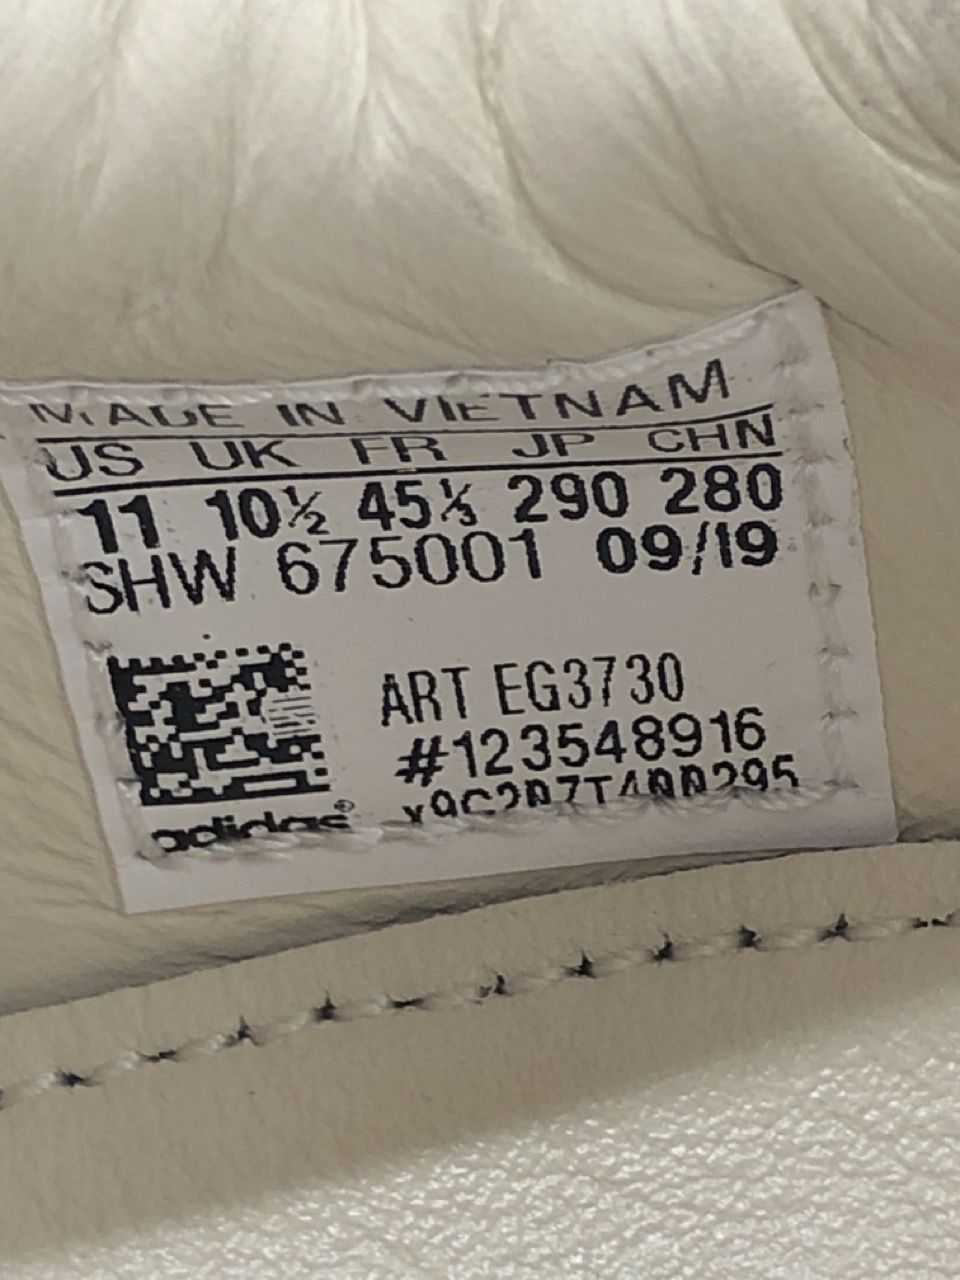 MADE IN VIETNAM
US UK FR JP CHN
11 10½ 45⅓ 290 280
SHW 675001 09/19
ART EG3730
#123548916
adidas®